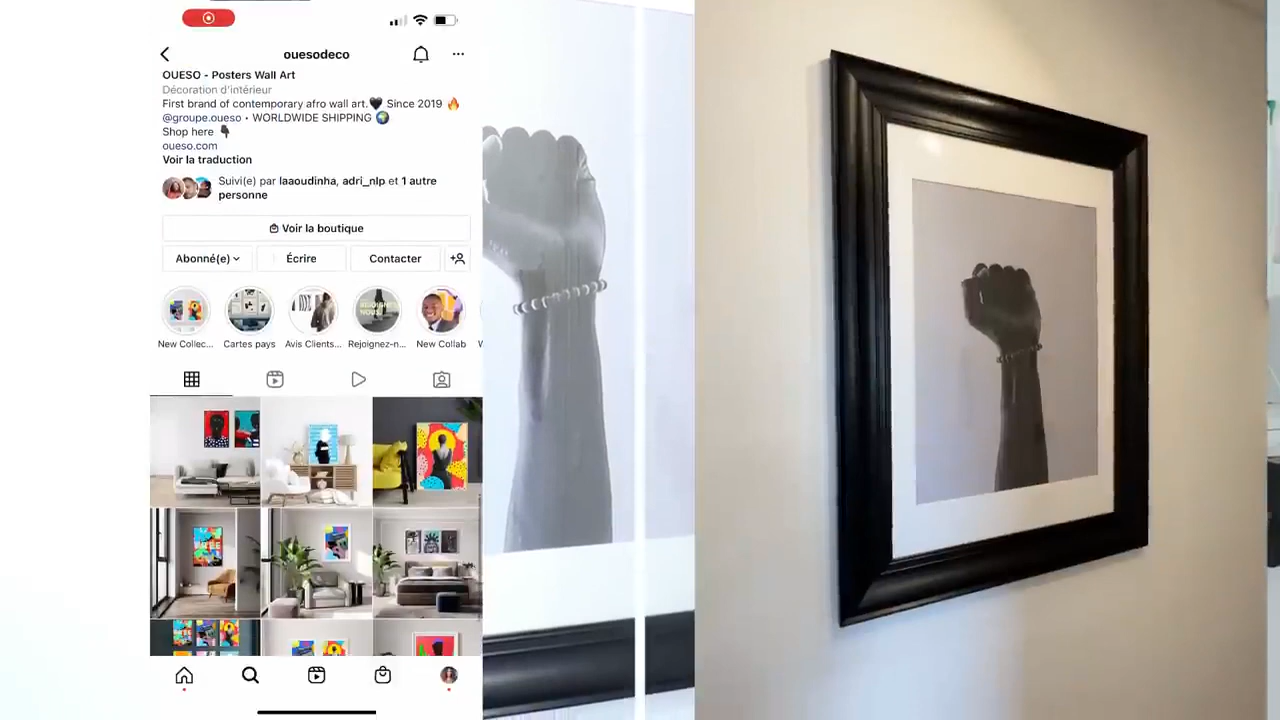 ouesodeco
OUESO - Posters Wall Art
Décoration d'intérieur
First brand of contemporary afro wall art.🖤 Since 2019 🔥
@groupe.oueso • WORLDWIDE SHIPPING 🌍
Shop here 👇🏿
oueso.com
Voir la traduction
Suivi(e) par laaoudinha, adri_nlp et 1 autre
personne
Voir la boutique
Abonné(e) Écrire Contacter
New Collec... Cartes pays Avis Clients... Rejoignez-n... New Collab